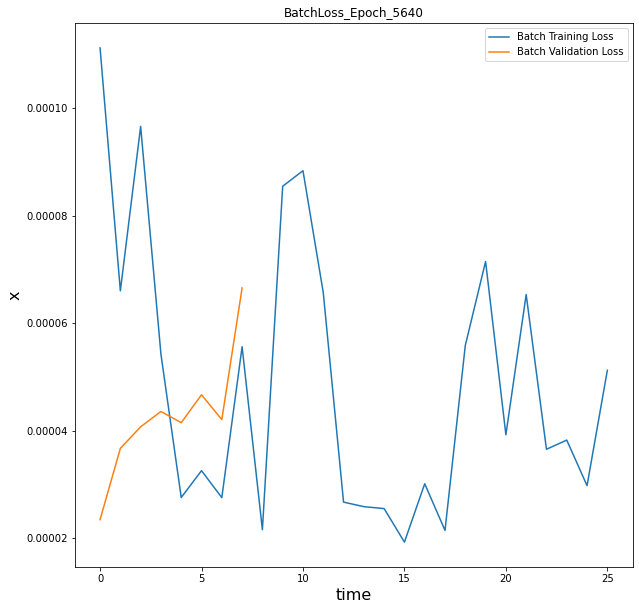 BatchLoss_Epoch_5640
Batch Training Loss
Batch Validation Loss
0.00010
0.00008
0.00006
0.00004
0.00002
x
0 5 10 15 20 25
time